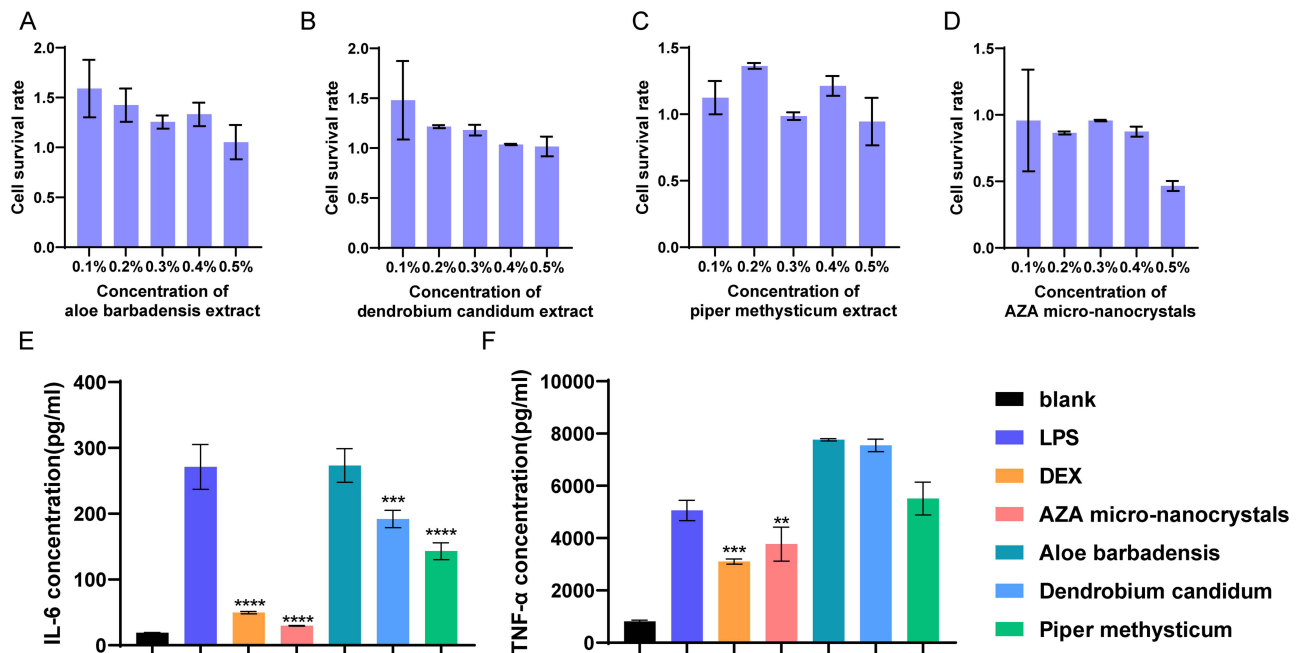 A
Cell survival rate
2.0
1.5
1.0
0.5
0.0
0.1% 0.2% 0.3% 0.4% 0.5%
Concentration of
aloe barbadensis extract
B
Cell survival rate
2.0
1.5
1.0
0.5
0.0
0.1% 0.2% 0.3% 0.4% 0.5%
Concentration of
dendrobium candidum extract
C
Cell survival rate
1.5
1.0
0.5
0.0
0.1% 0.2% 0.3% 0.4% 0.5%
Concentration of
piper methysticum extract
D
Cell survival rate
1.5
1.0
0.5
0.0
0.1% 0.2% 0.3% 0.4% 0.5%
Concentration of
AZA micro-nanocrystals
E
IL-6 concentration(pg/ml)
400
300
200
100
0
****
****
***
****
F
TNF-α concentration(pg/ml)
10000
8000
6000
4000
2000
0
***
**
blank
LPS
DEX
AZA micro-nanocrystals
Aloe barbadensis
Dendrobium candidum
Piper methysticum